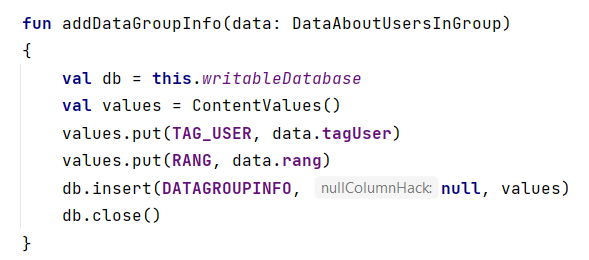 fun addDataGroupInfo(data: DataAboutUsersInGroup)
{
    val db = this.writableDatabase
    val values = ContentValues()
    values.put(TAG_USER, data.tagUser)
    values.put(RANG, data.rang)
    db.insert(DATAGROUPINFO, nullColumnHack: null, values)
    db.close()
}